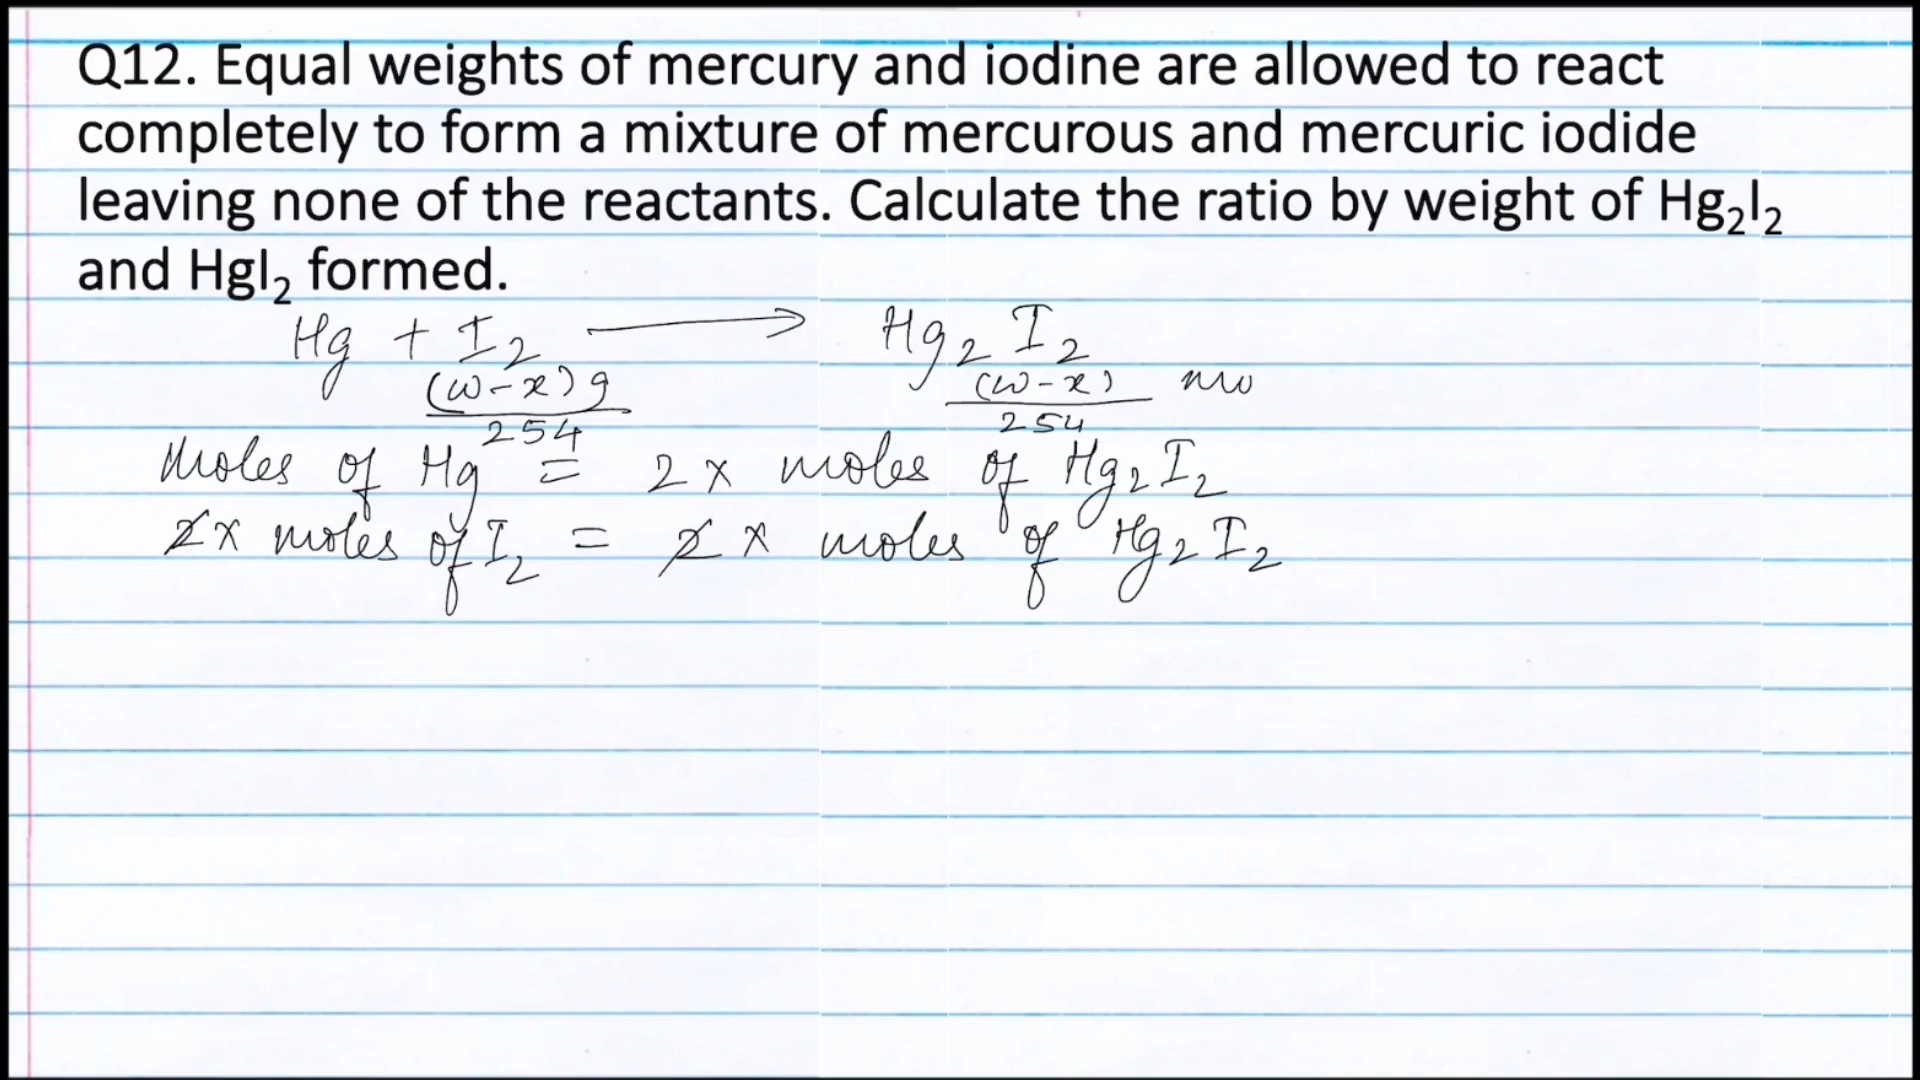 Q12. Equal weights of mercury and iodine are allowed to react
completely to form a mixture of mercurous and mercuric iodide
leaving none of the reactants. Calculate the ratio by weight of Hg₂I₂
and HgI₂ formed.
Hg + I₂ ⟶ Hg₂I₂
(w-x)g (w-x) mo
254 254
Moles of Hg = 2 x moles of Hg₂I₂
2x moles of I₂ = 2 x moles of Hg₂I₂